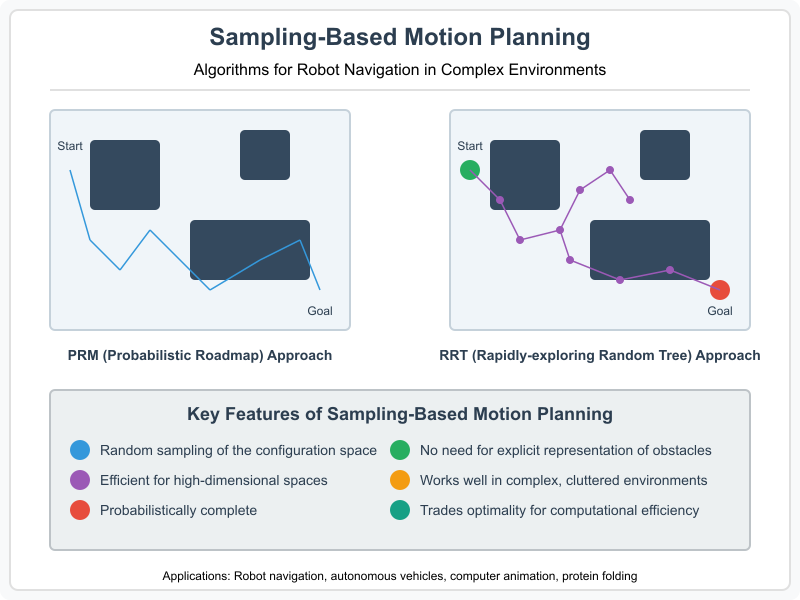 Sampling-Based Motion Planning
Algorithms for Robot Navigation in Complex Environments
Start
Goal
PRM (Probabilistic Roadmap) Approach
Start
Goal
RRT (Rapidly-exploring Random Tree) Approach
Key Features of Sampling-Based Motion Planning
Random sampling of the configuration space
No need for explicit representation of obstacles
Efficient for high-dimensional spaces
Works well in complex, cluttered environments
Probabilistically complete
Trades optimality for computational efficiency
Applications: Robot navigation, autonomous vehicles, computer animation, protein folding